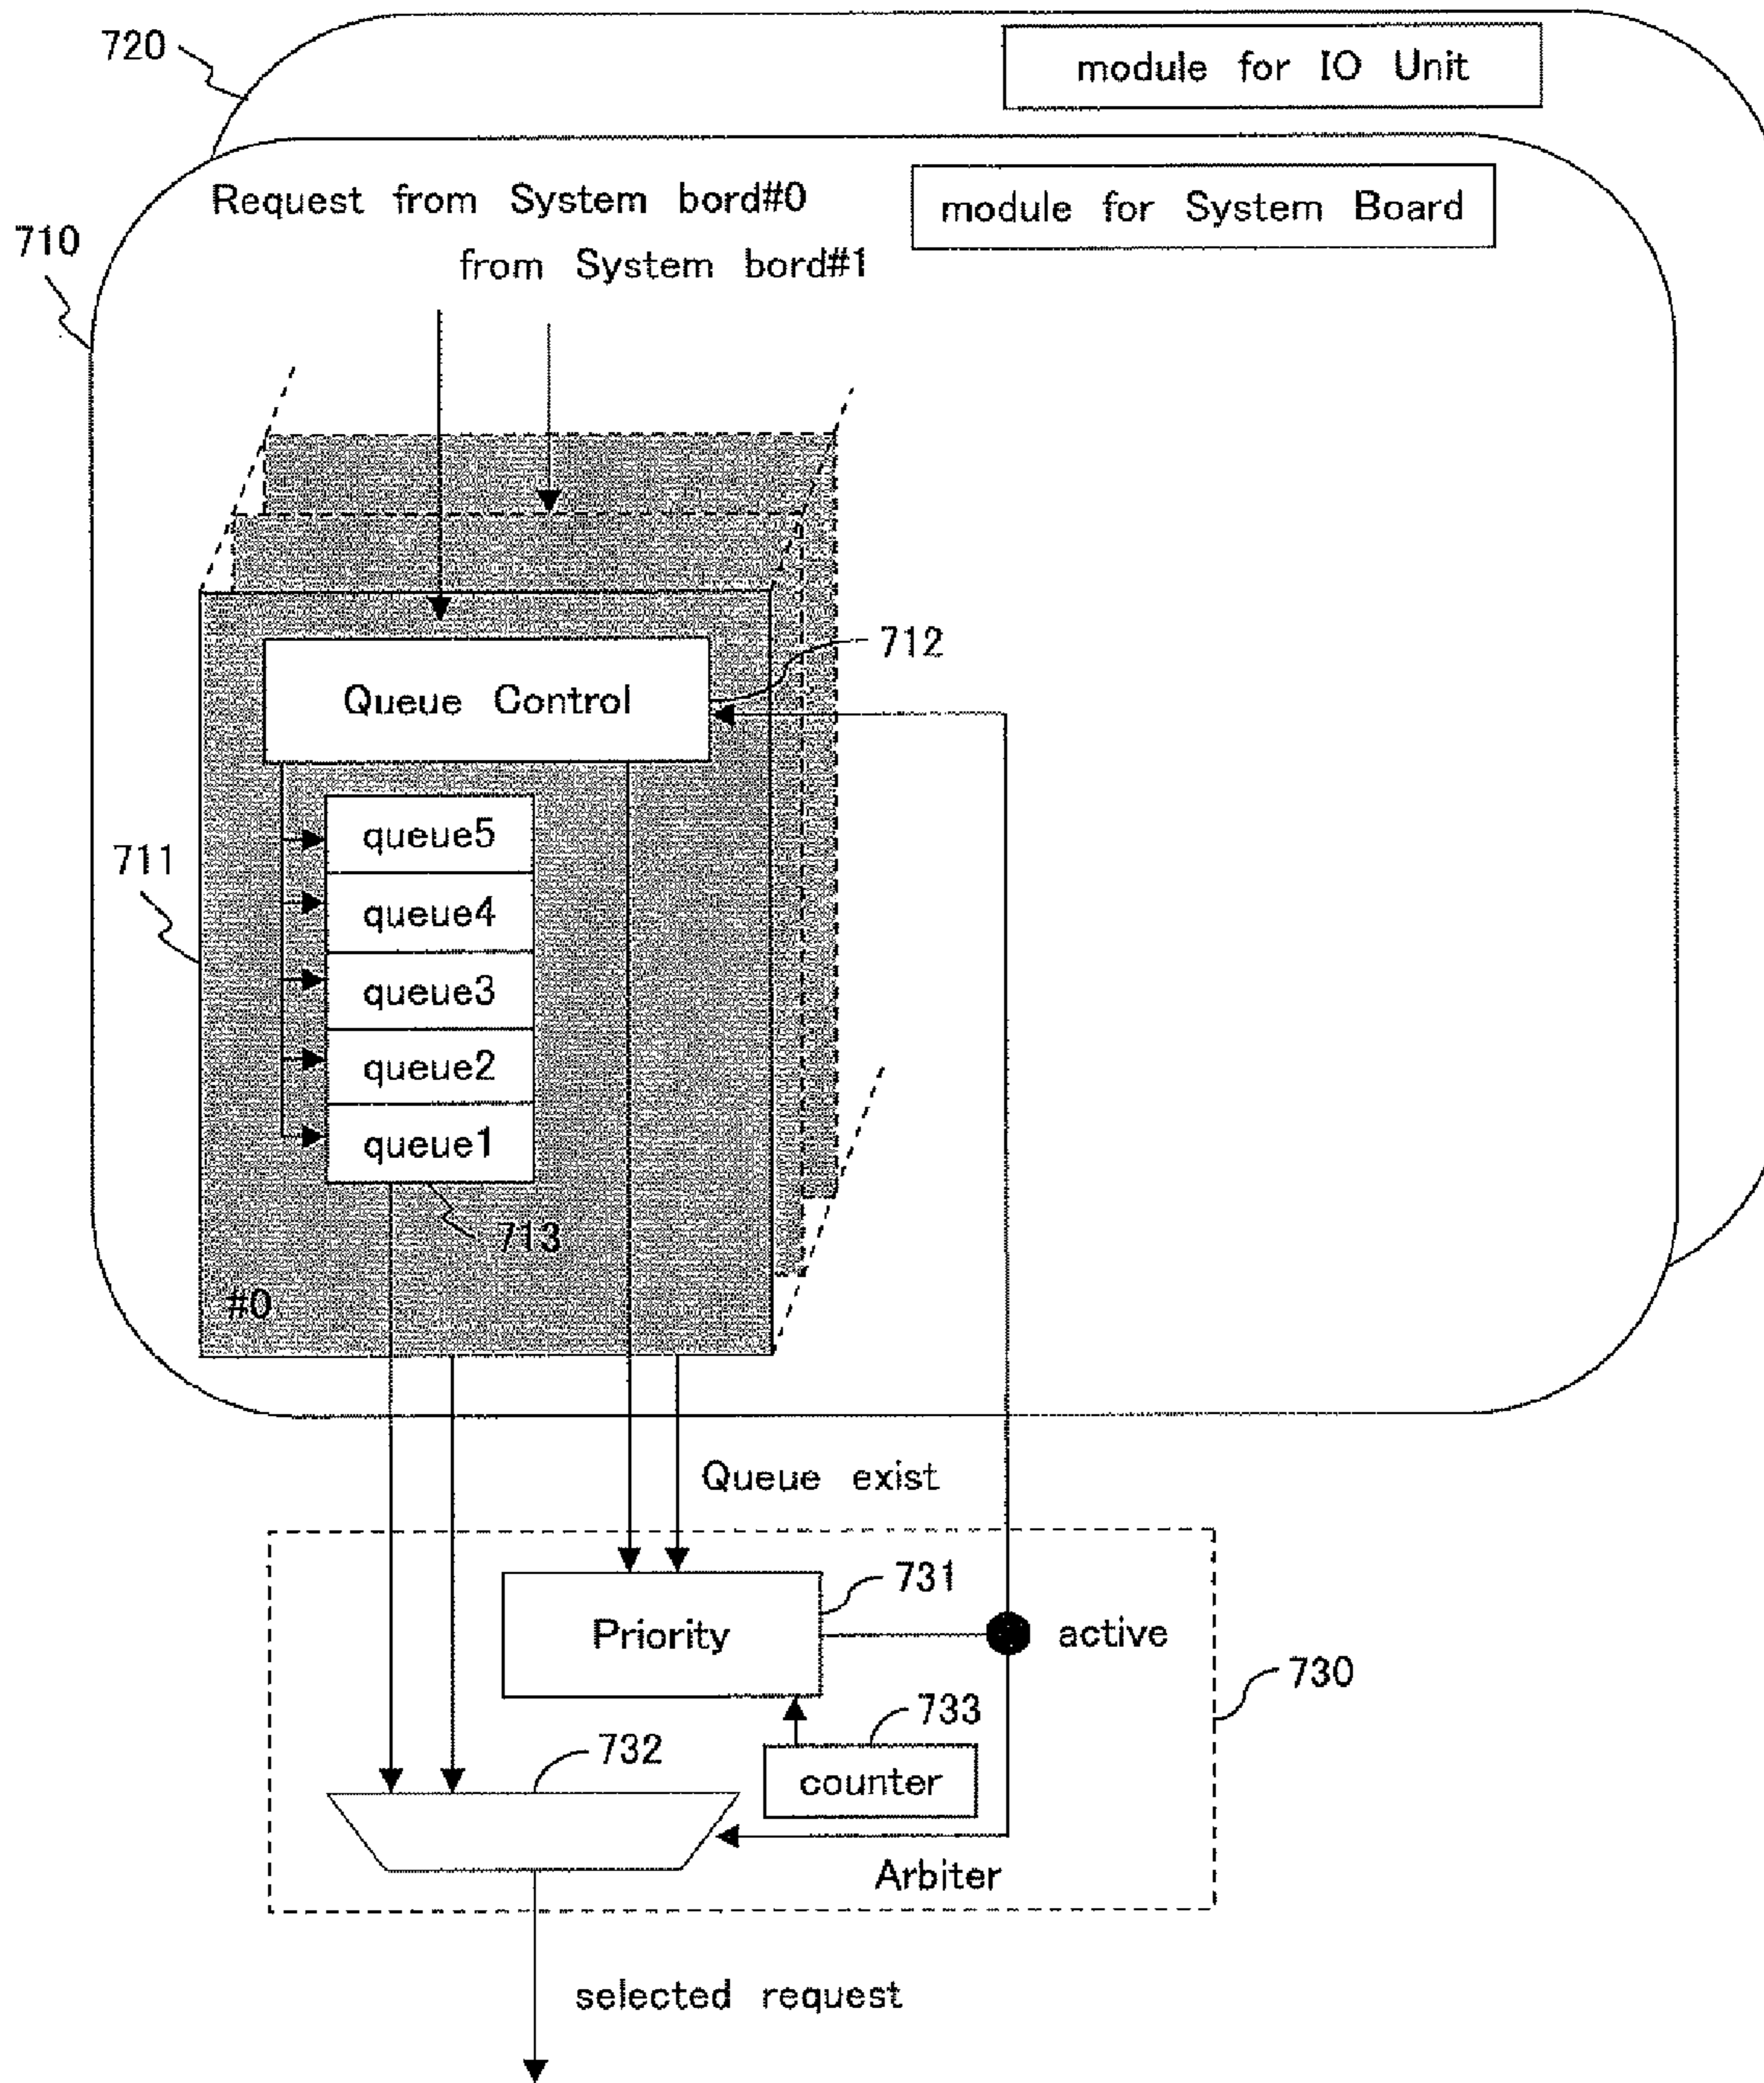 720
module for IO Unit
710
Request from System bord#0
module for System Board
from System bord#1
712
Queue Control
711
queue5
queue4
queue3
queue2
queue1
713
#0
Queue exist
731
Priority
active
730
733
732
counter
Arbiter
selected request